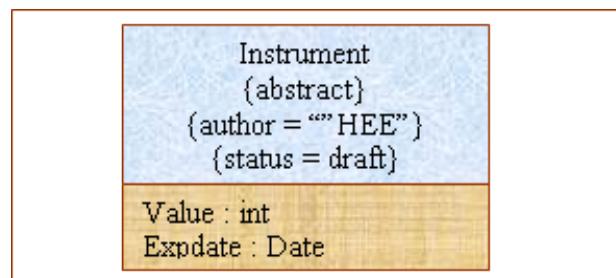 Instrument
{abstract}
{author = “” HEE” }
{status = draft}
Value : int
Expdate : Date